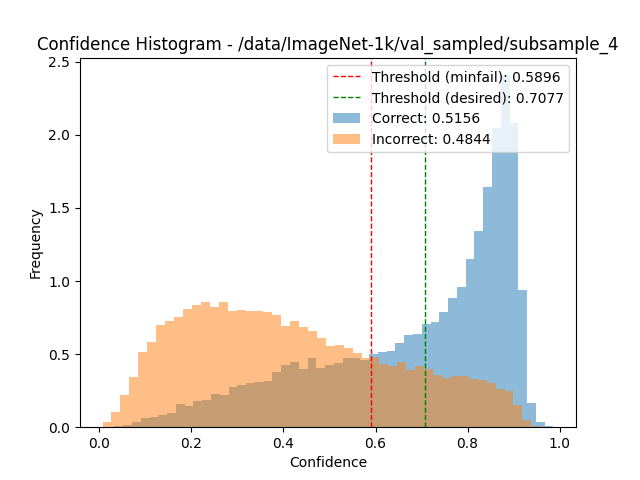 Confidence Histogram - /data/ImageNet-1k/val_sampled/subsample_4
Threshold (minfail): 0.5896
Threshold (desired): 0.7077
Correct: 0.5156
Incorrect: 0.4844
2.5
2.0
1.5
1.0
0.5
0.0
Frequency
0.0 0.2 0.4 0.6 0.8 1.0
Confidence